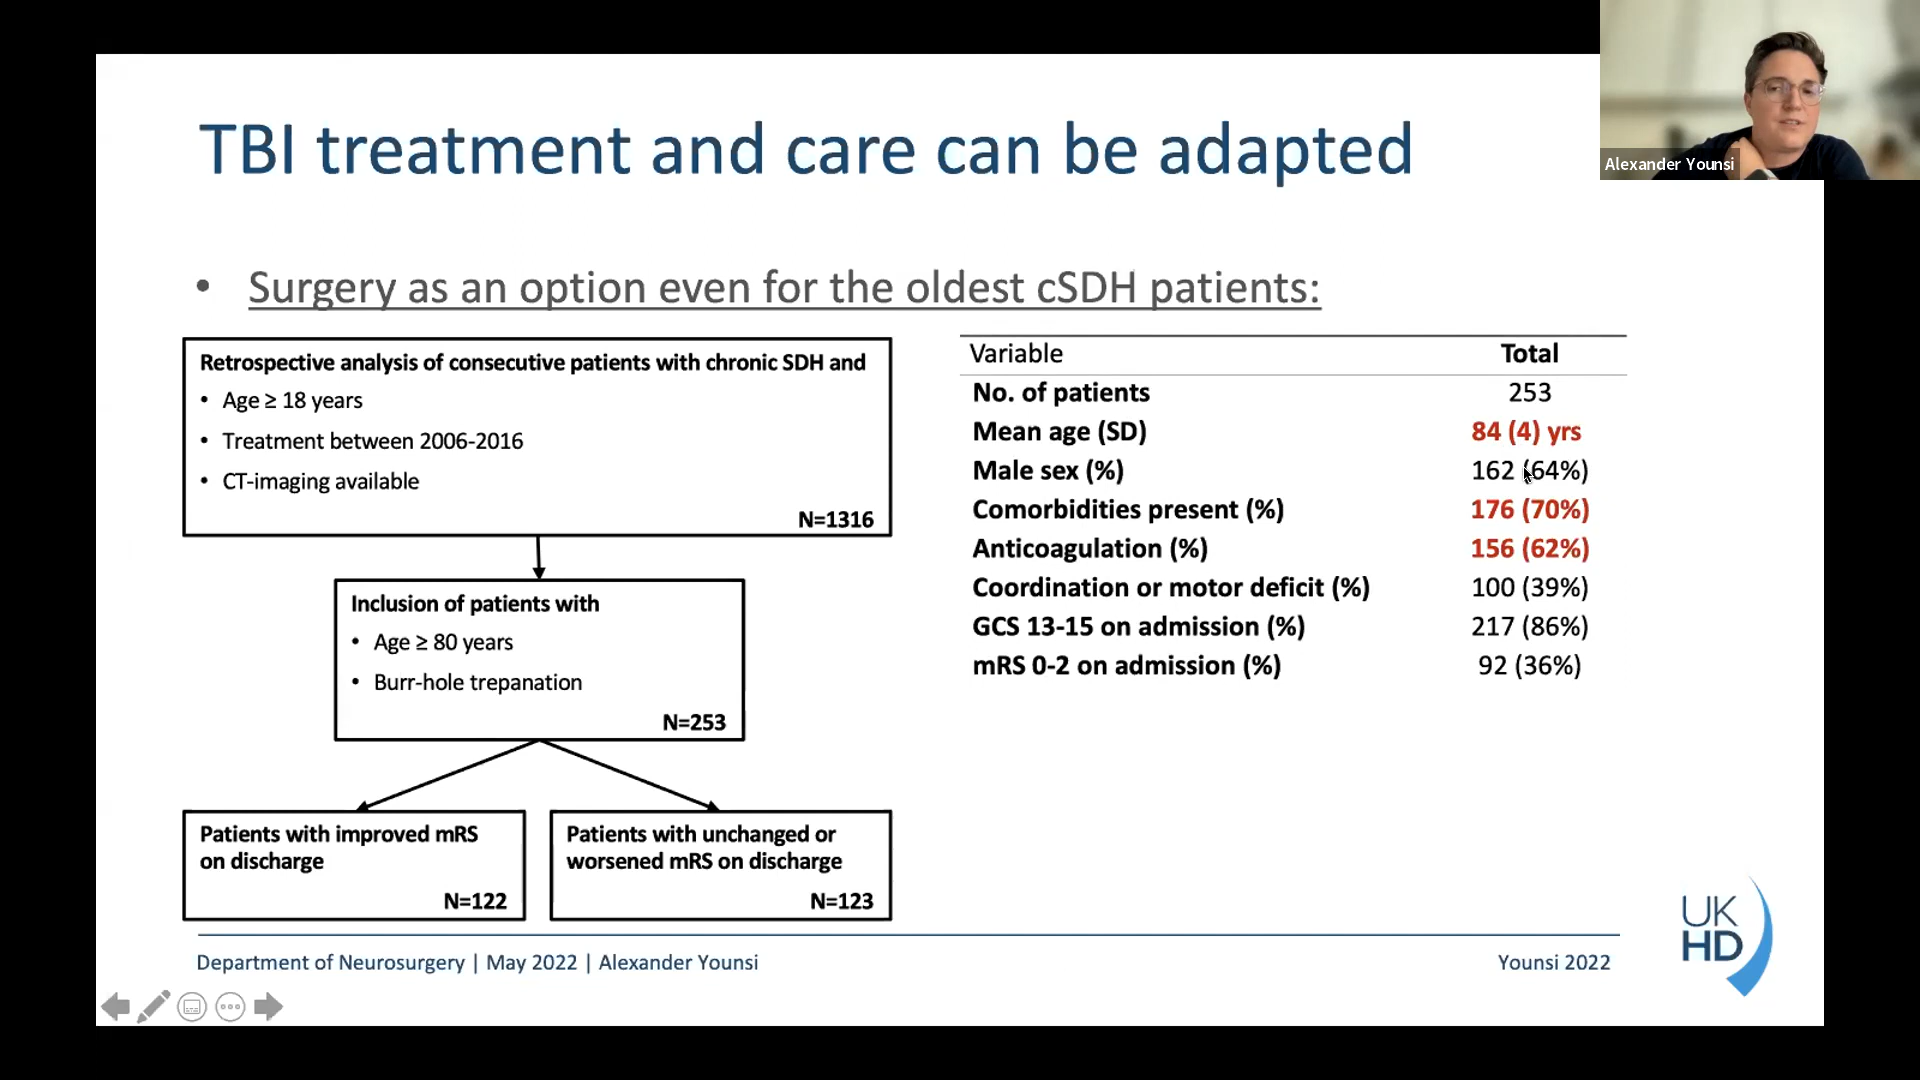 TBI treatment and care can be adapted
Alexander Younsi
• Surgery as an option even for the oldest cSDH patients:
Retrospective analysis of consecutive patients with chronic SDH and
• Age ≥ 18 years
• Treatment between 2006-2016
• CT-imaging available
N=1316
Inclusion of patients with
• Age ≥ 80 years
• Burr-hole trepanation
N=253
Patients with improved mRS
on discharge
N=122
Patients with unchanged or
worsened mRS on discharge
N=123
Variable Total
No. of patients 253
Mean age (SD) 84 (4) yrs
Male sex (%) 162 (64%)
Comorbidities present (%) 176 (70%)
Anticoagulation (%) 156 (62%)
Coordination or motor deficit (%) 100 (39%)
GCS 13-15 on admission (%) 217 (86%)
mRS 0-2 on admission (%) 92 (36%)
Department of Neurosurgery | May 2022 | Alexander Younsi
Younsi 2022
UK
HD